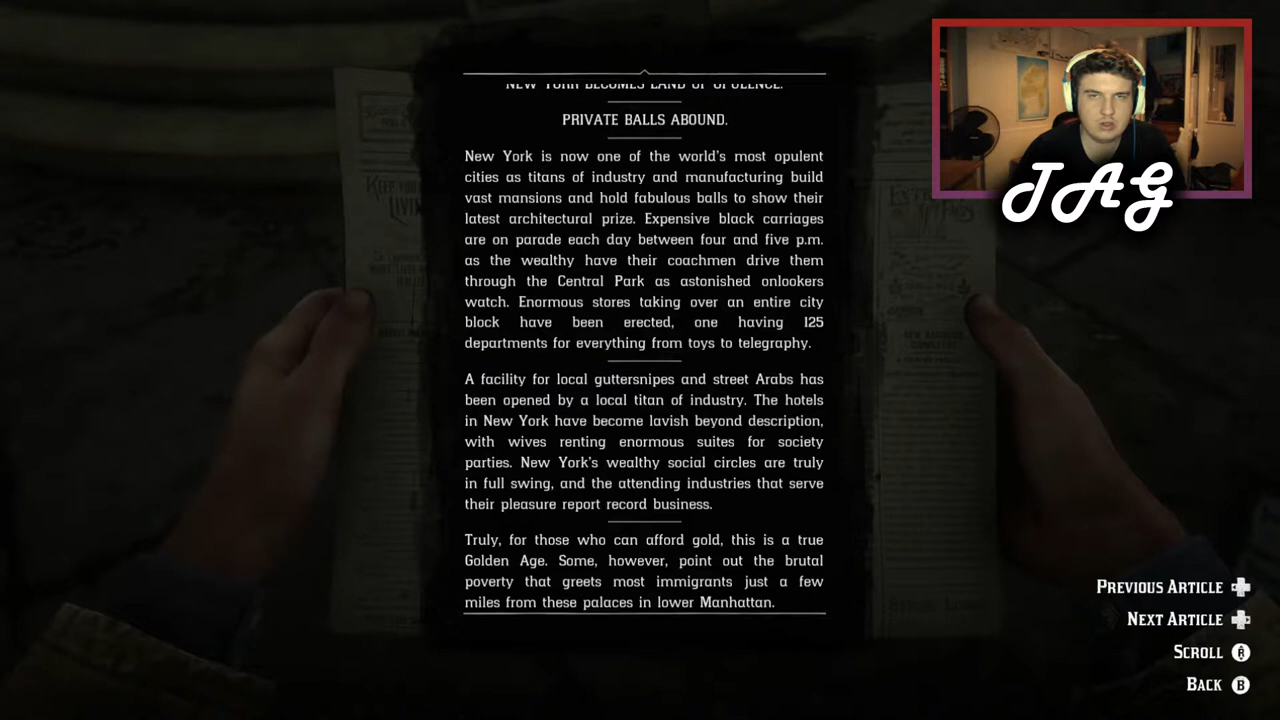 NEW YORK BECOMES LAND OF OPULENCE.
PRIVATE BALLS ABOUND.
New York is now one of the world's most opulent
cities as titans of industry and manufacturing build
vast mansions and hold fabulous balls to show their
latest architectural prize. Expensive black carriages
are on parade each day between four and five p.m.
as the wealthy have their coachmen drive them
through the Central Park as astonished onlookers
watch. Enormous stores taking over an entire city
block have been erected, one having 125
departments for everything from toys to telegraphy.
A facility for local guttersnipes and street Arabs has
been opened by a local titan of industry. The hotels
in New York have become lavish beyond description,
with wives renting enormous suites for society
parties. New York's wealthy social circles are truly
in full swing, and the attending industries that serve
their pleasure report record business.
Truly, for those who can afford gold, this is a true
Golden Age. Some, however, point out the brutal
poverty that greets most immigrants just a few
miles from these palaces in lower Manhattan.
TAG
PREVIOUS ARTICLE
NEXT ARTICLE
SCROLL R
BACK B